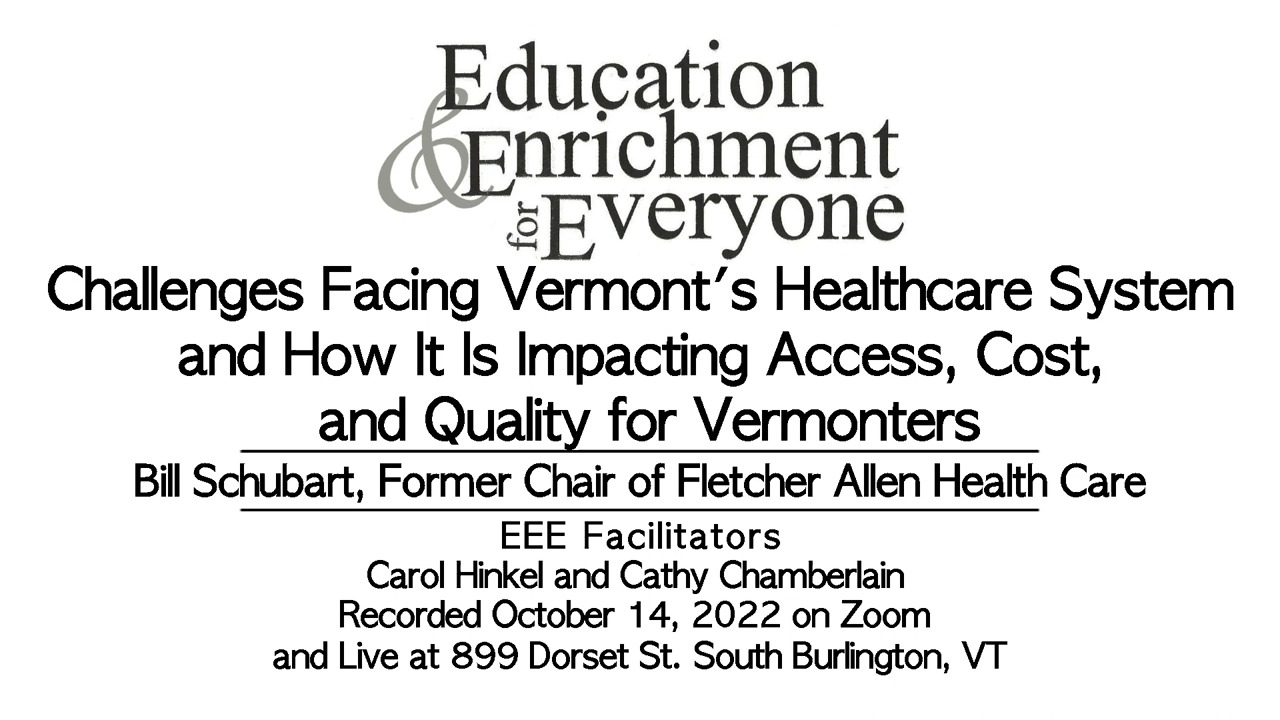 Education
& Enrichment
for Everyone
Challenges Facing Vermont's Healthcare System
and How It Is Impacting Access, Cost,
and Quality for Vermonters
Bill Schubart, Former Chair of Fletcher Allen Health Care
EEE Facilitators
Carol Hinkel and Cathy Chamberlain
Recorded October 14, 2022 on Zoom
and Live at 899 Dorset St. South Burlington, VT